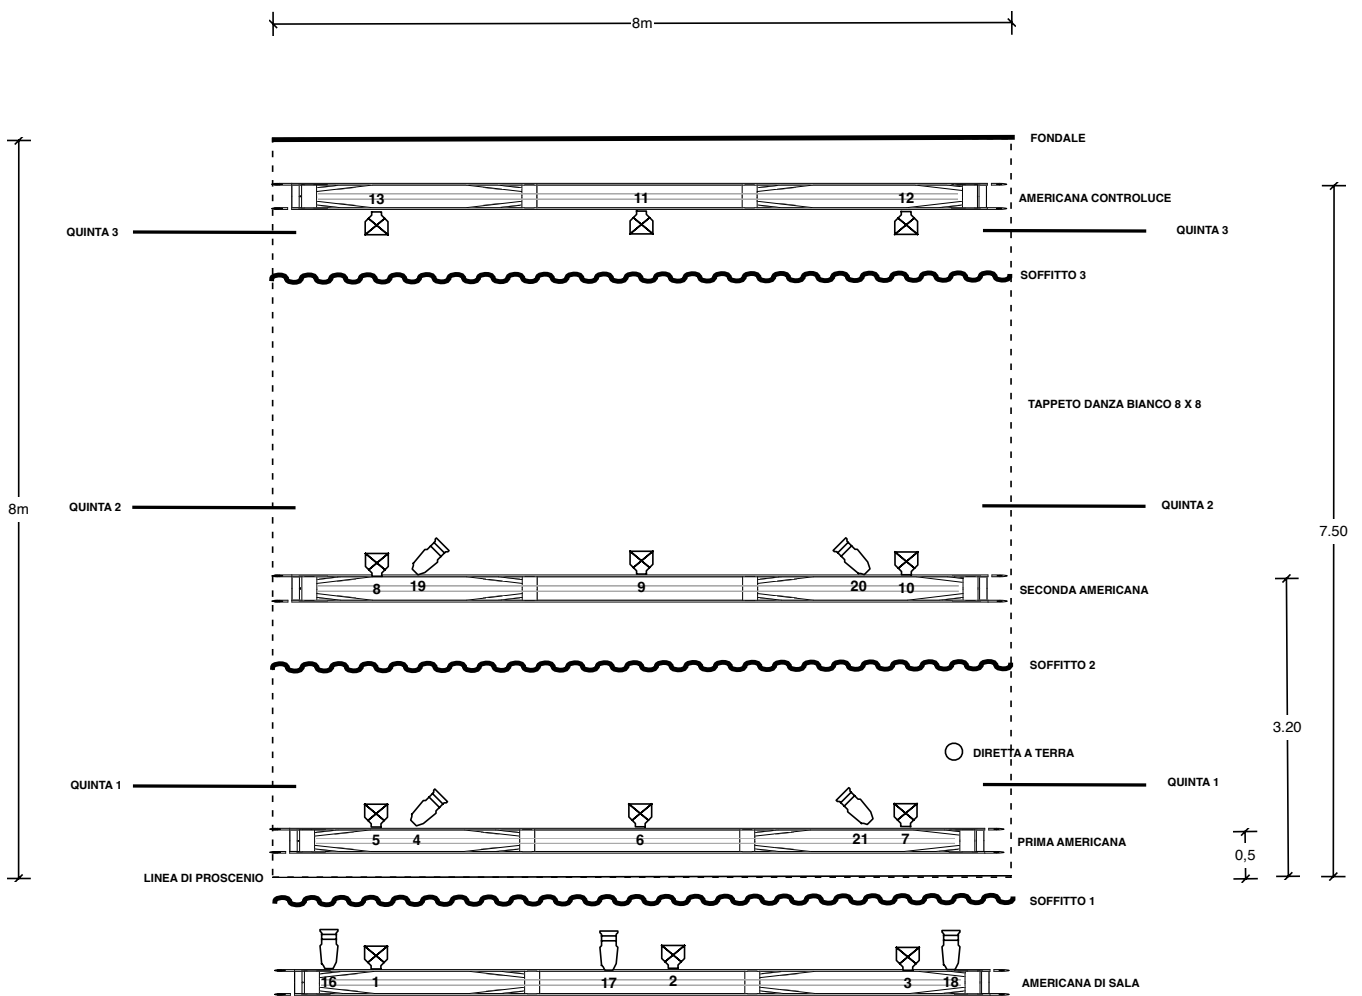 8m
FONDALE
13
11
12
AMERICANA CONTROLUCE
QUINTA 3
QUINTA 3
SOFFITTO 3
TAPPETO DANZA BIANCO 8 X 8
QUINTA 2
8m
QUINTA 2
7.50
8
19
9
20
10
SECONDA AMERICANA
SOFFITTO 2
3.20
DIRETTA A TERRA
QUINTA 1
QUINTA 1
5
4
6
21
7
PRIMA AMERICANA
0,5
LINEA DI PROSCENIO
SOFFITTO 1
16
1
17
2
3
18
AMERICANA DI SALA